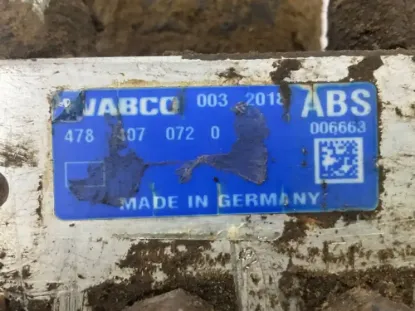 WABCO 003 2018 ABS
478 407 072 0 006663
MADE IN GERMANY